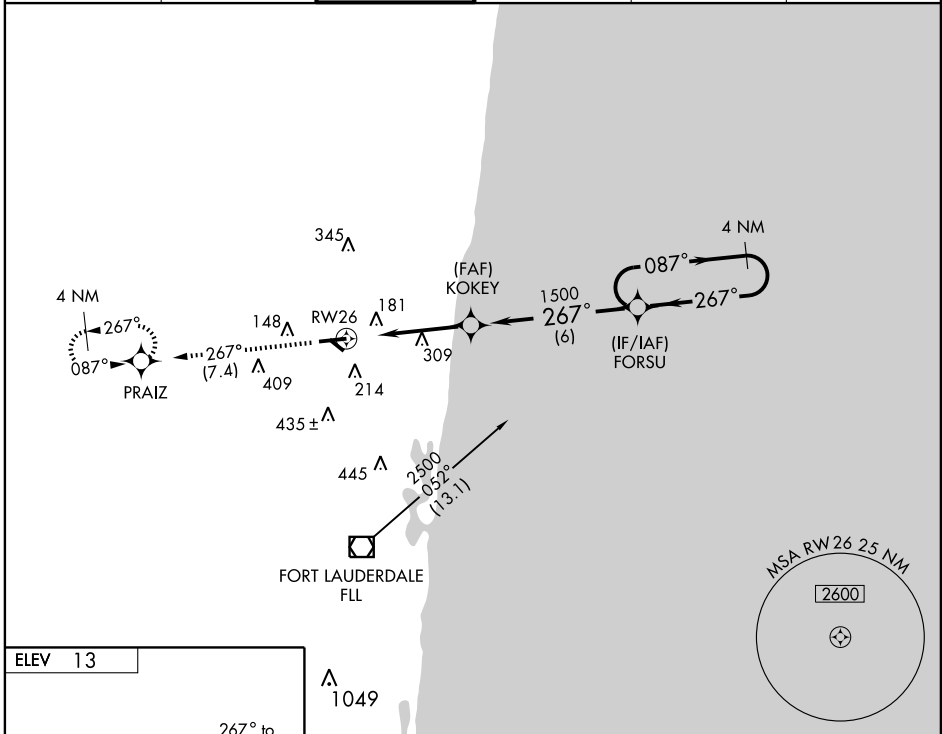 4 NM
087°
345
(FAF)
KOKEY
1500
267°
267°
(6)
(IF/IAF)
FORSU
4 NM
267°
087°
PRAIZ
148
RW26
181
309
267°
(7.4)
409
214
435 ±
445
2500
052°
(13.1)
FORT LAUDERDALE
FLL
MSA RW 26 25 NM
2600
ELEV 13
1049
267° to